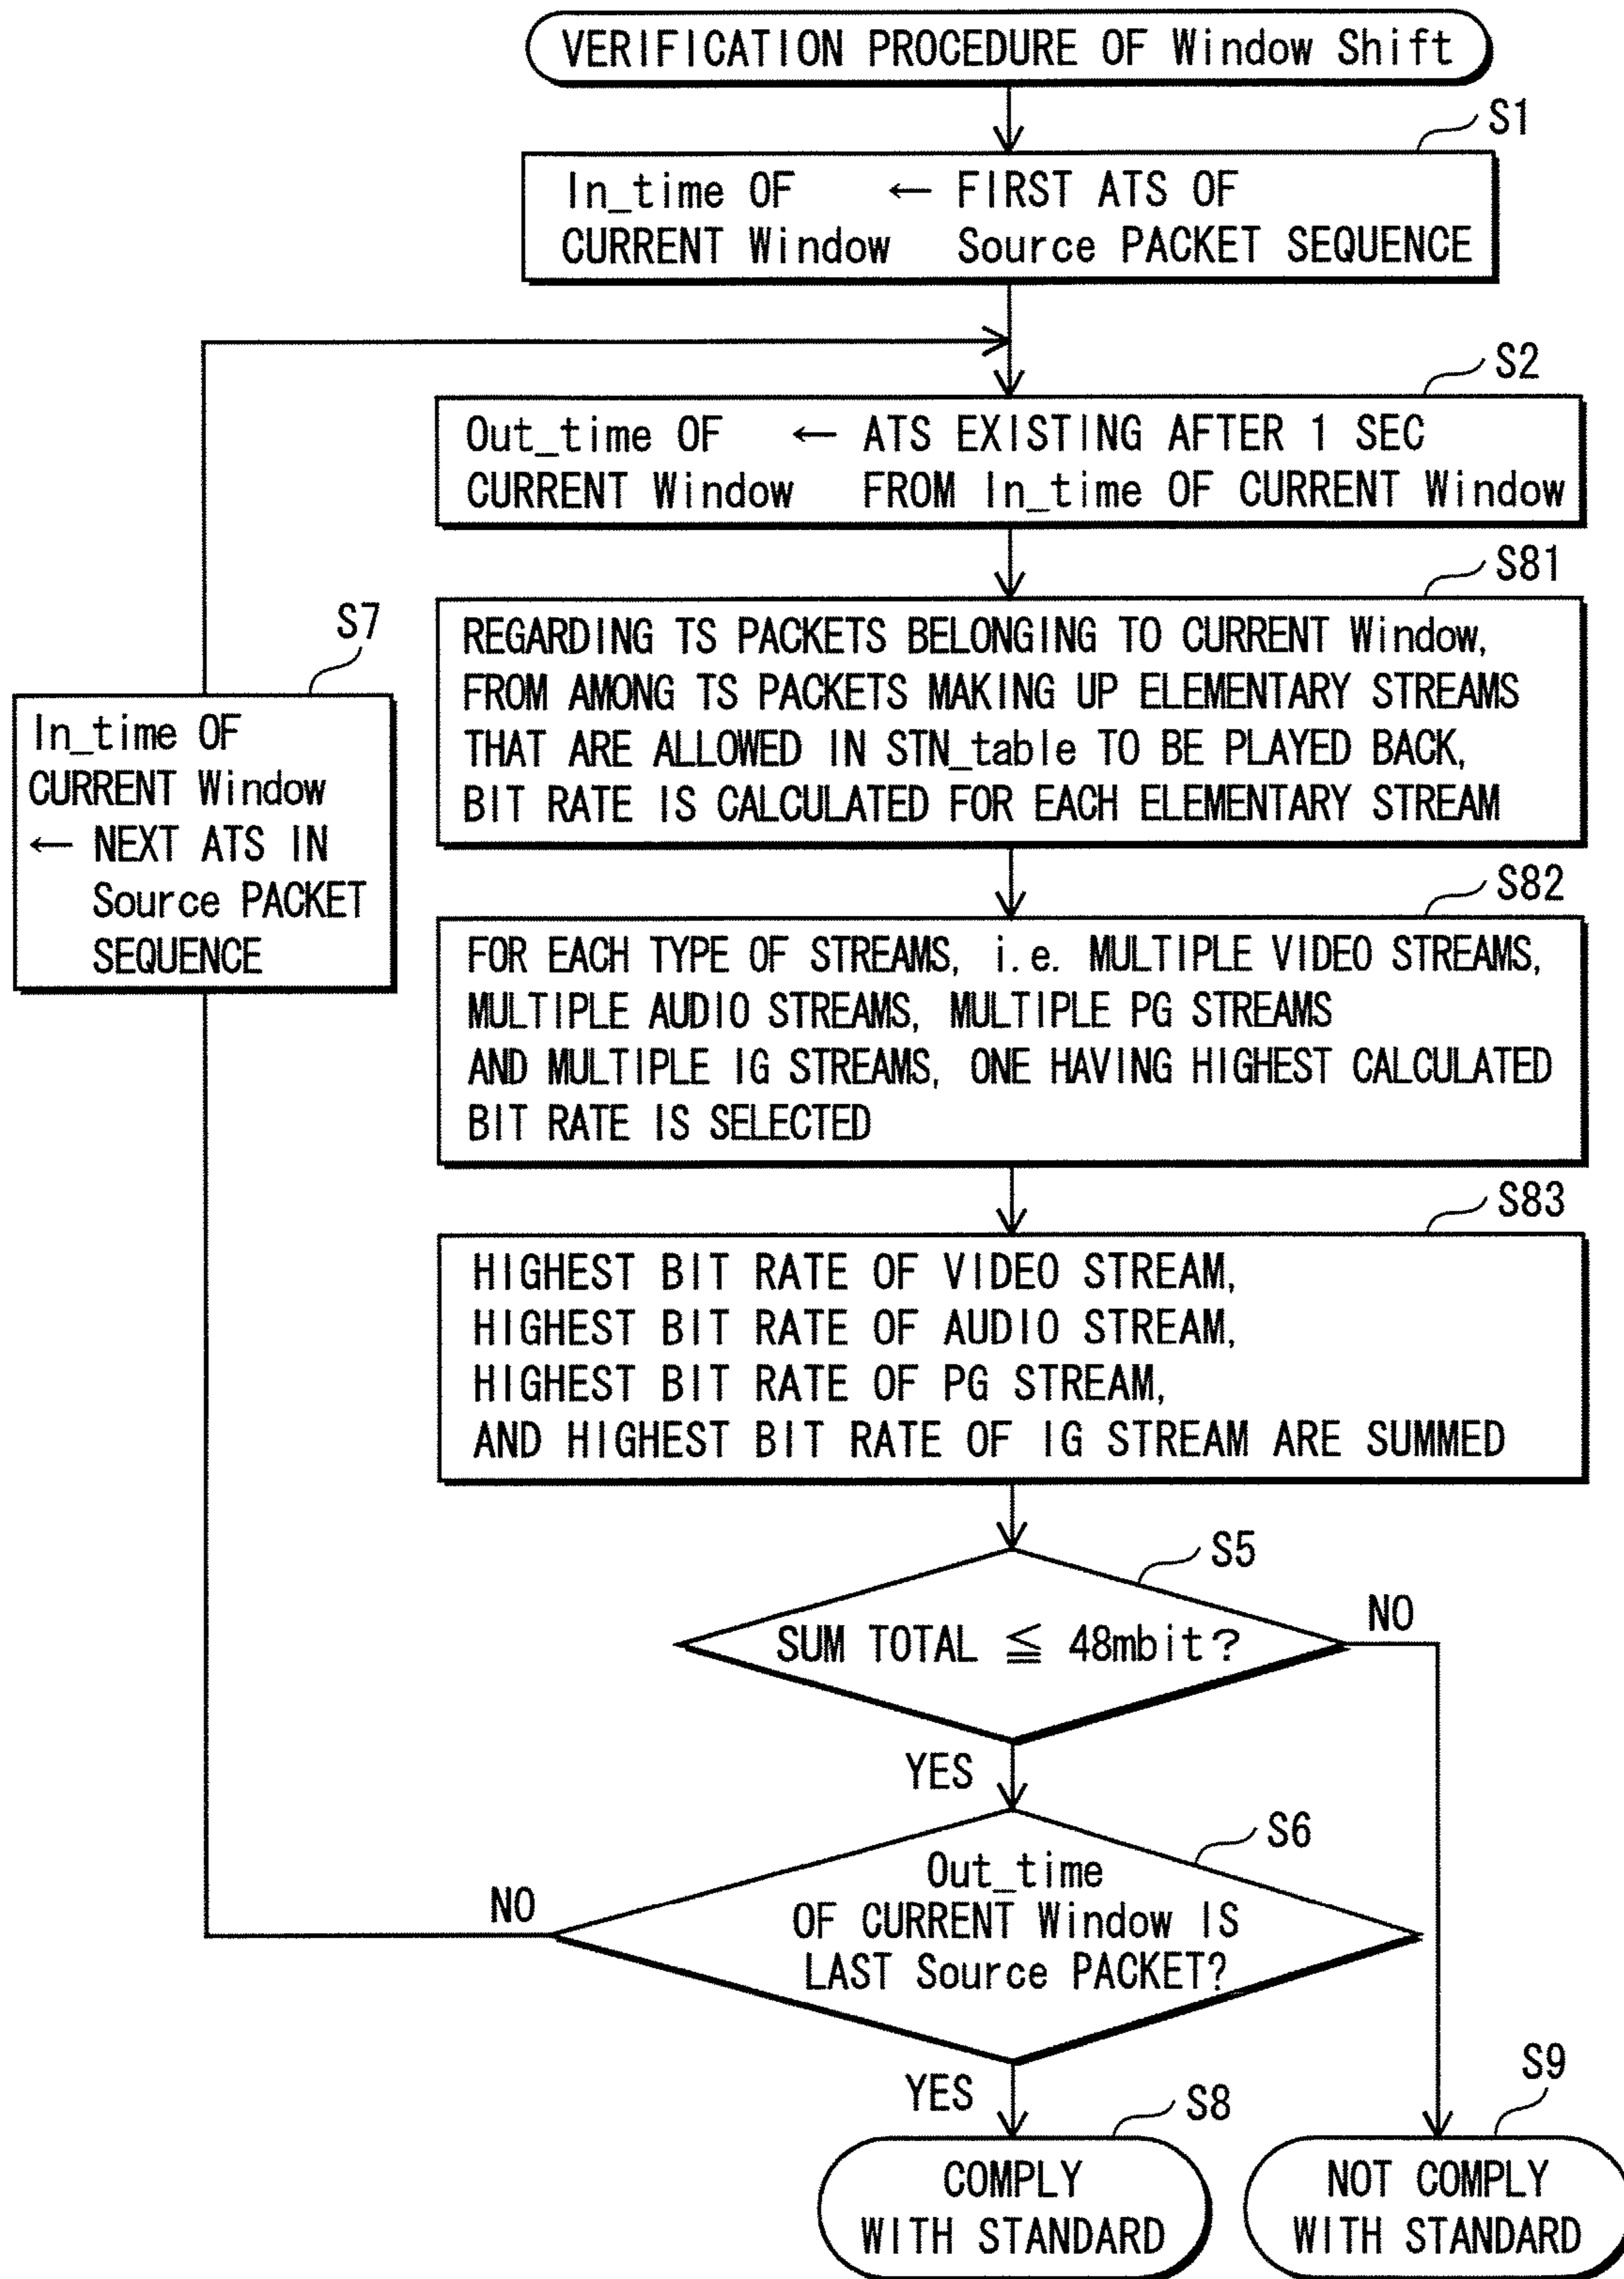 VERIFICATION PROCEDURE OF Window Shift
S1
In_time OF ← FIRST ATS OF
CURRENT Window Source PACKET SEQUENCE
S2
Out_time OF ← ATS EXISTING AFTER 1 SEC
CURRENT Window FROM In_time OF CURRENT Window
S81
REGARDING TS PACKETS BELONGING TO CURRENT Window,
FROM AMONG TS PACKETS MAKING UP ELEMENTARY STREAMS
THAT ARE ALLOWED IN STN_table TO BE PLAYED BACK,
BIT RATE IS CALCULATED FOR EACH ELEMENTARY STREAM
S7
In_time OF
CURRENT Window
← NEXT ATS IN
Source PACKET
SEQUENCE
S82
FOR EACH TYPE OF STREAMS, i.e. MULTIPLE VIDEO STREAMS,
MULTIPLE AUDIO STREAMS, MULTIPLE PG STREAMS
AND MULTIPLE IG STREAMS, ONE HAVING HIGHEST CALCULATED
BIT RATE IS SELECTED
S83
HIGHEST BIT RATE OF VIDEO STREAM,
HIGHEST BIT RATE OF AUDIO STREAM,
HIGHEST BIT RATE OF PG STREAM,
AND HIGHEST BIT RATE OF IG STREAM ARE SUMMED
S5
SUM TOTAL ≦ 48mbit?
NO
YES
S6
Out_time
OF CURRENT Window IS
LAST Source PACKET?
NO
YES
S8
COMPLY
WITH STANDARD
S9
NOT COMPLY
WITH STANDARD